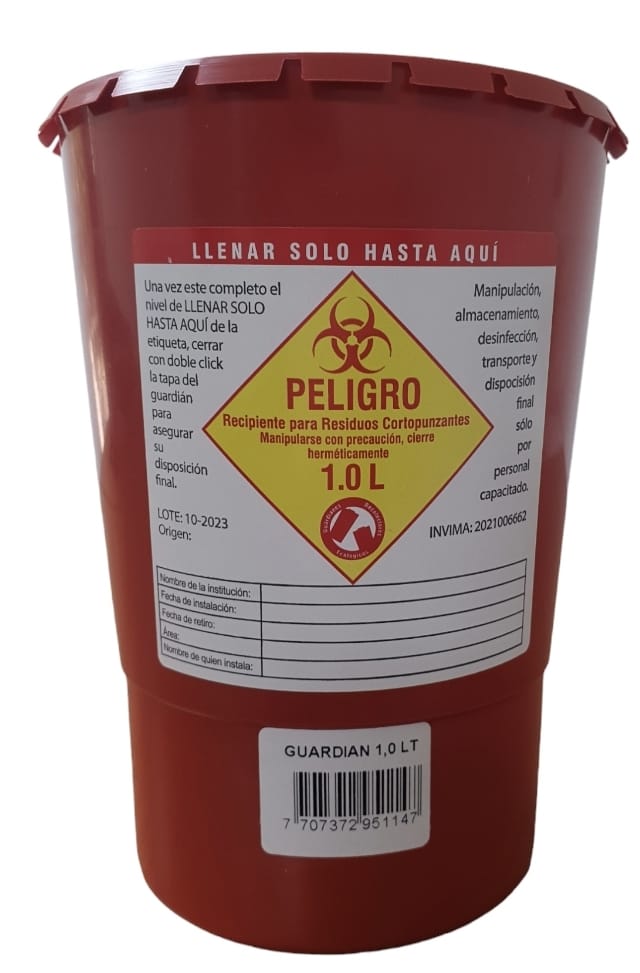 LLENAR SOLO HASTA AQUÍ
Una vez este completo el
nivel de LLENAR SOLO
HASTA AQUÍ de la
etiqueta, cerrar
con doble click
la tapa del
guardián
para
asegurar
su
disposición
final.
LOTE: 10-2023
Origen:
PELIGRO
Recipiente para Residuos Cortopunzantes
Manipularse con precaución, cierre
herméticamente
1.0 L
Guardianes
Ecológicos
Manipulación,
almacenamiento,
desinfección,
transporte y
disposición
final
sólo
por
personal
capacitado.
INVIMA: 2021006662
Nombre de la institución:
Fecha de instalación:
Fecha de retiro:
Área:
Nombre de quien instala:
GUARDIAN 1,0 LT
7 707372 951147